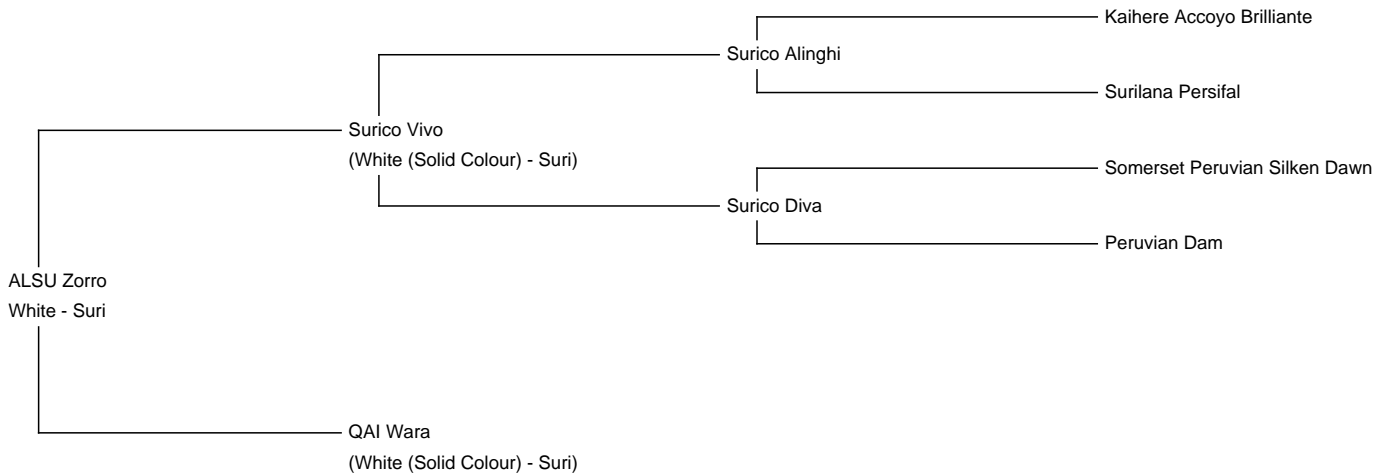 Kaihere Accoyo Brilliante
Surico Alinghi
Surilana Persifal
Surico Vivo
(White (Solid Colour) - Suri)
Somerset Peruvian Silken Dawn
Surico Diva
Peruvian Dam
ALSU Zorro
White - Suri
QAI Wara
(White (Solid Colour) - Suri)